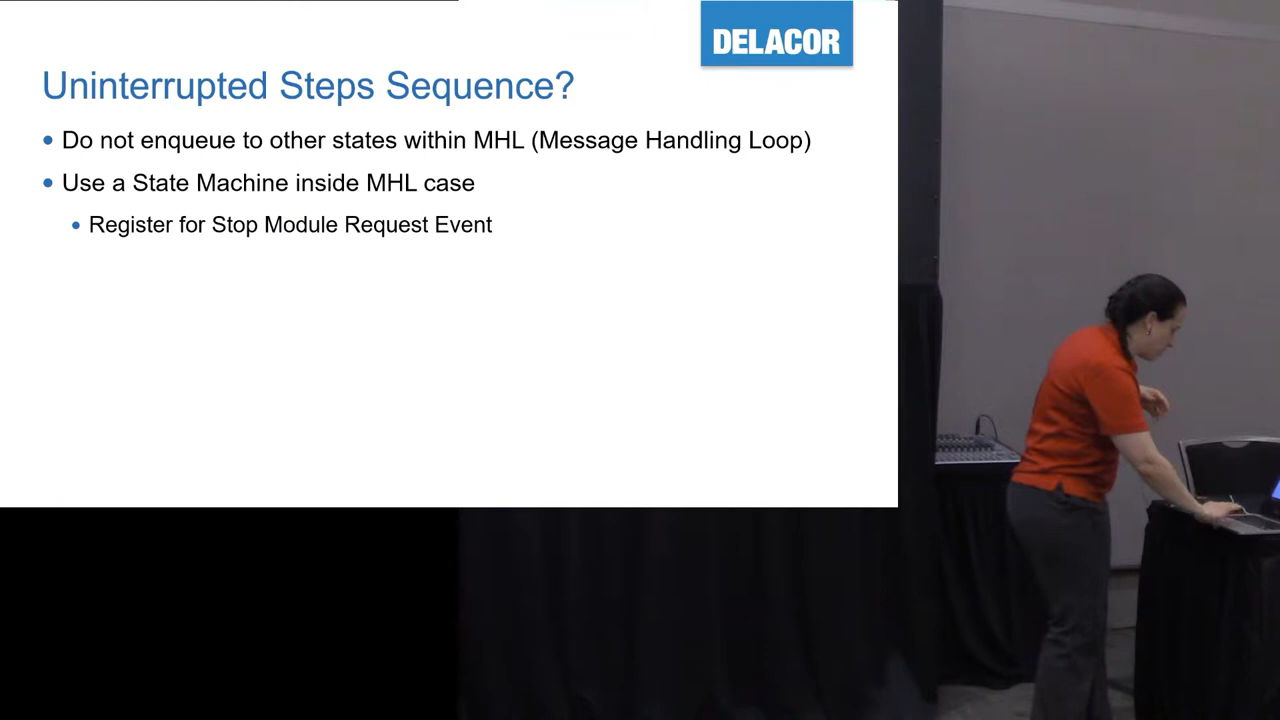 DELACOR
Uninterrupted Steps Sequence?
• Do not enqueue to other states within MHL (Message Handling Loop)
• Use a State Machine inside MHL case
• Register for Stop Module Request Event